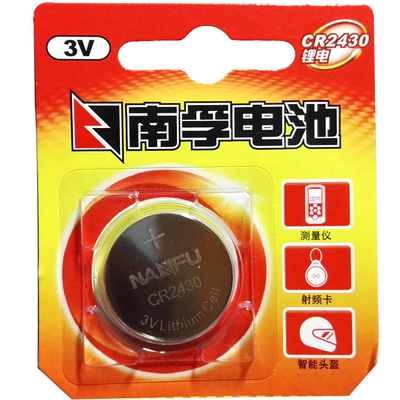 3V
CR2430
锂电
南孚电池
测量仪
射频卡
智能头盔
+
NANFU
CR2430
3V Lithium Cell